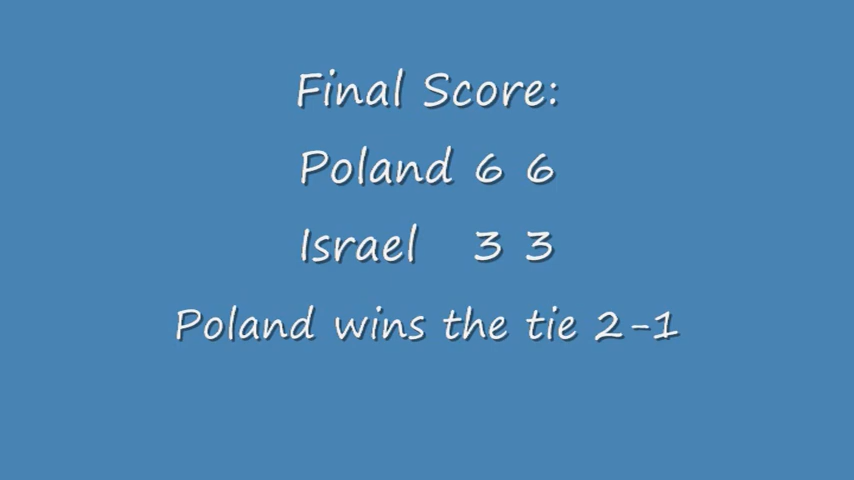 Final Score:
Poland 6 6
Israel 3 3
Poland wins the tie 2-1